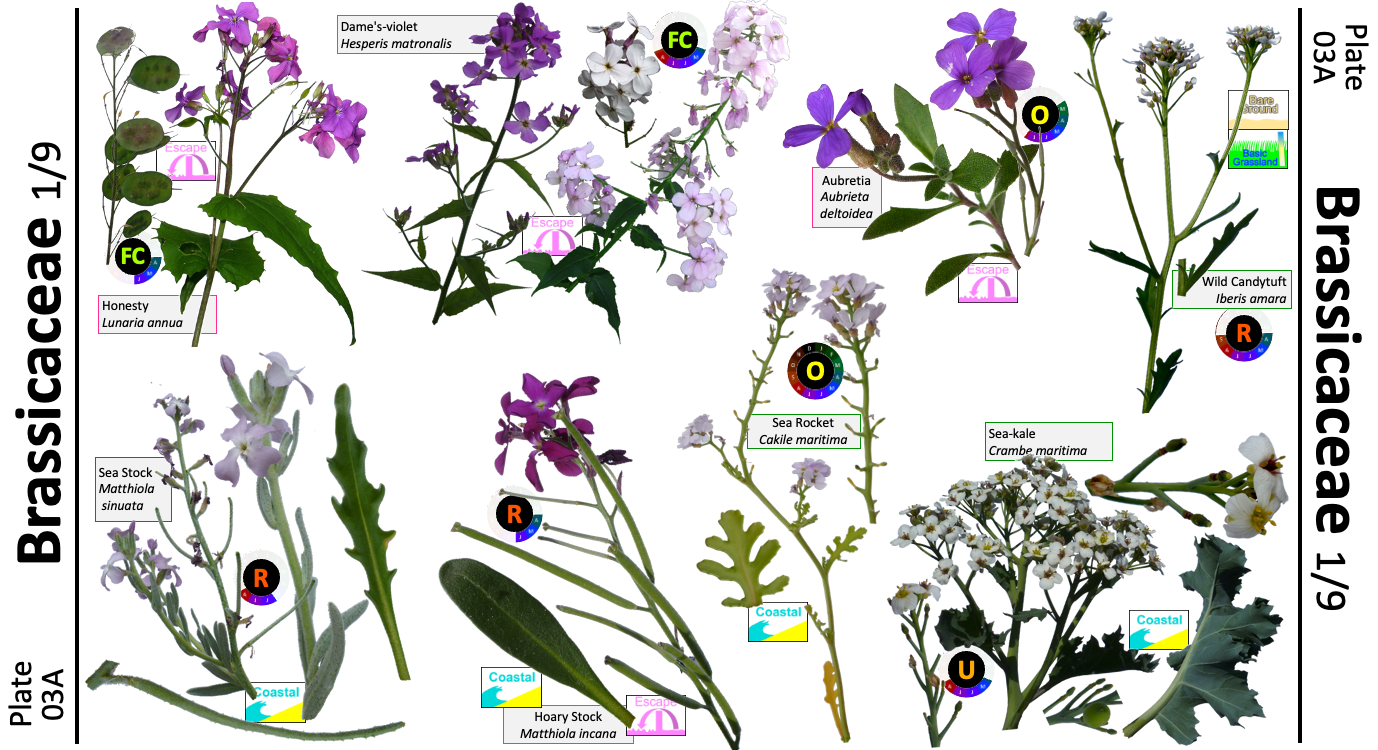 Brassicaceae 1/9
Plate
03A
Escape
FC
A
M
J
Honesty
Lunaria annua
Dame's-violet
Hesperis matronalis
FC
A
J
J
M
Escape
O
M
A
M
J
J
Aubretia
Aubrieta
deltoidea
Escape
Bare
Ground
Basic
Grassland
Wild Candytuft
Iberis amara
R
S
A
J
J
M
Plate
03A
Brassicaceae 1/9
Sea Stock
Matthiola
sinuata
R
A
J
J
Coastal
R
A
M
J
Coastal
Hoary Stock
Matthiola incana
Escape
O
D
J
F
M
A
M
J
J
A
S
O
N
Sea Rocket
Cakile maritima
Coastal
Sea-kale
Crambe maritima
U
A
J
J
M
Coastal